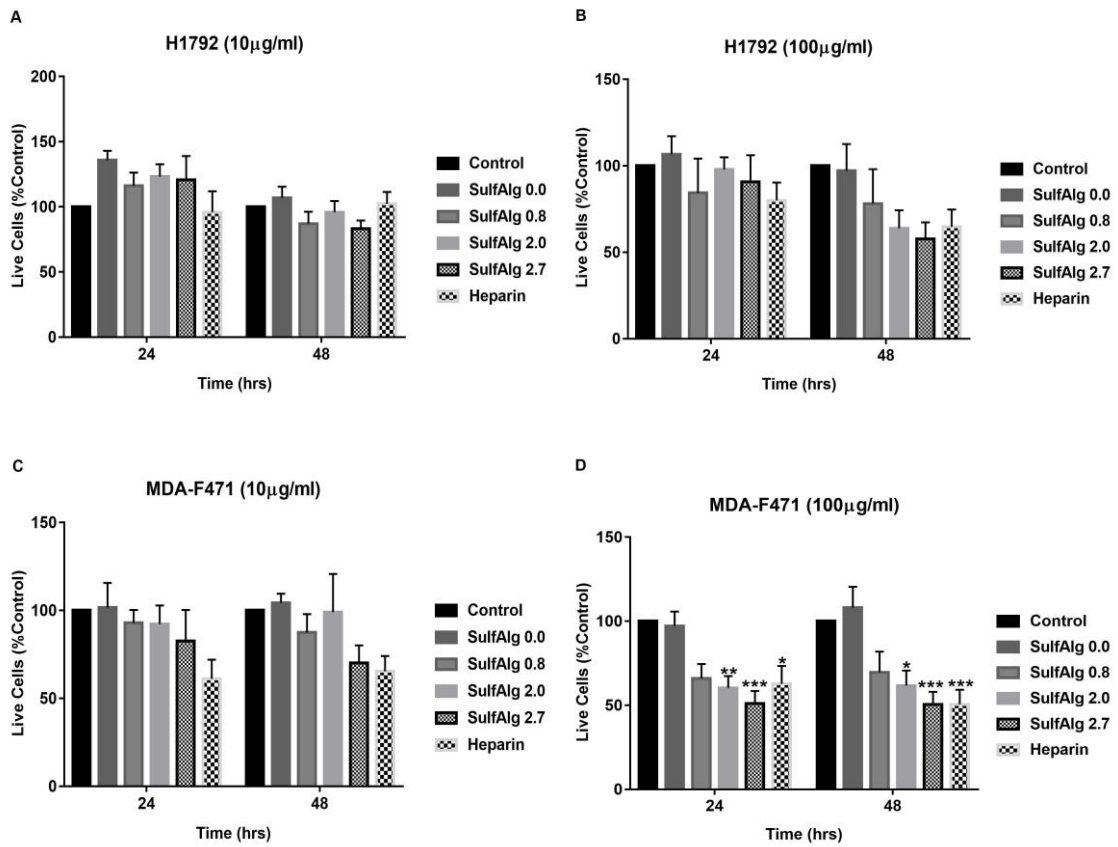 A
H1792 (10μg/ml)
Live Cells (%Control)
200
150
100
50
0
24
48
Time (hrs)
Control
SulfAlg 0.0
SulfAlg 0.8
SulfAlg 2.0
SulfAlg 2.7
Heparin
B
H1792 (100μg/ml)
Live Cells (%Control)
150
100
50
0
24
48
Time (hrs)
Control
SulfAlg 0.0
SulfAlg 0.8
SulfAlg 2.0
SulfAlg 2.7
Heparin
C
MDA-F471 (10μg/ml)
Live Cells (%Control)
150
100
50
0
24
48
Time (hrs)
Control
SulfAlg 0.0
SulfAlg 0.8
SulfAlg 2.0
SulfAlg 2.7
Heparin
D
MDA-F471 (100μg/ml)
Live Cells (%Control)
150
100
50
0
** *** * * *** ***
24
48
Time (hrs)
Control
SulfAlg 0.0
SulfAlg 0.8
SulfAlg 2.0
SulfAlg 2.7
Heparin